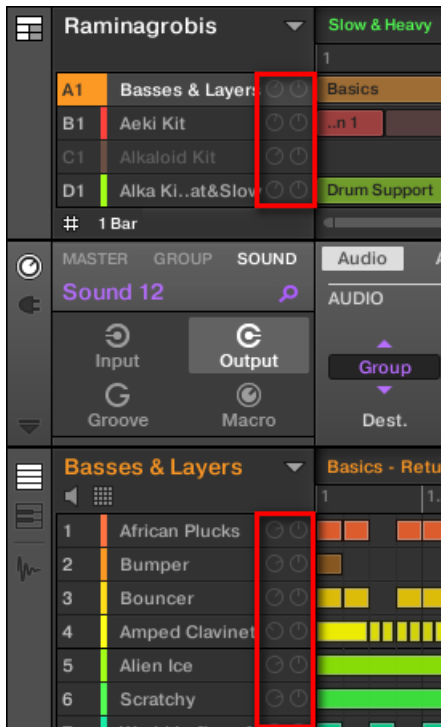 Raminagrobis
Slow & Heavy
1
A1 Basses & Layers Basics
B1 Aeki Kit ..n 1
C1 Alkaloid Kit
D1 Alka Ki..at&Slow Drum Support
1 Bar
MASTER GROUP SOUND Audio
Sound 12
AUDIO
Input Output
Group
Groove Macro
Dest.
Basses & Layers Basics - Retu
1 1.
1 African Plucks
2 Bumper
3 Bouncer
4 Amped Clavinet
5 Alien Ice
6 Scratchy